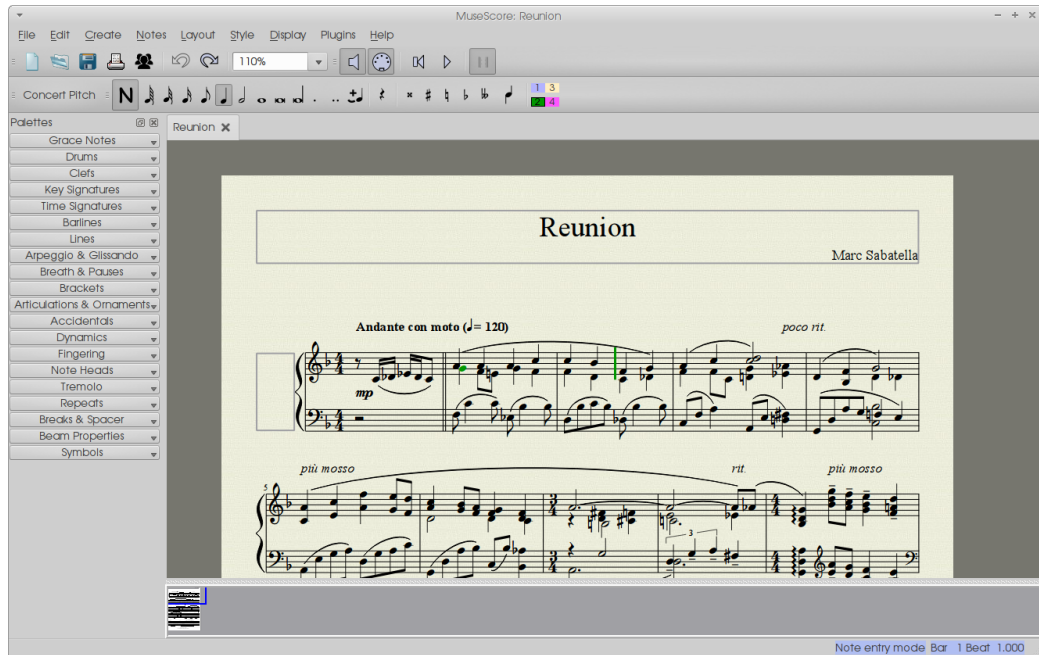 MuseScore: Reunion
File Edit Create Notes Layout Style Display Plugins Help
110%
Concert Pitch N 1 3
2 4
Palettes
Reunion
Grace Notes
Drums
Clefs
Key Signatures
Time Signatures
Barlines
Lines
Arpeggio & Glissando
Breath & Pauses
Brackets
Articulations & Ornaments
Accidentals
Dynamics
Fingering
Note Heads
Tremolo
Repeats
Breaks & Spacer
Beam Properties
Symbols
Reunion
Marc Sabatella
Andante con moto (♩= 120) poco rit.
mp
più mosso rit. più mosso
5
3
Note entry mode Bar 1 Beat 1.000